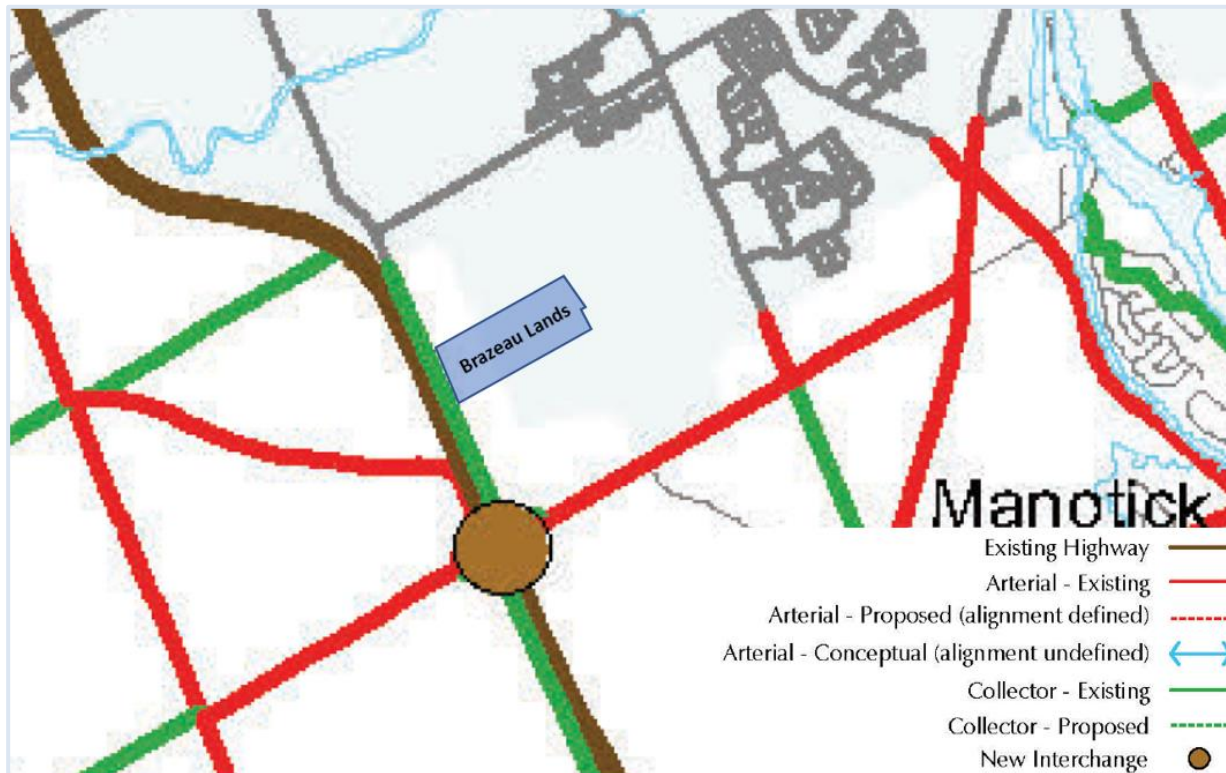 Brazeau Lands
Manotick
Existing Highway
Arterial - Existing
Arterial - Proposed (alignment defined)
Arterial - Conceptual (alignment undefined)
Collector - Existing
Collector - Proposed
New Interchange